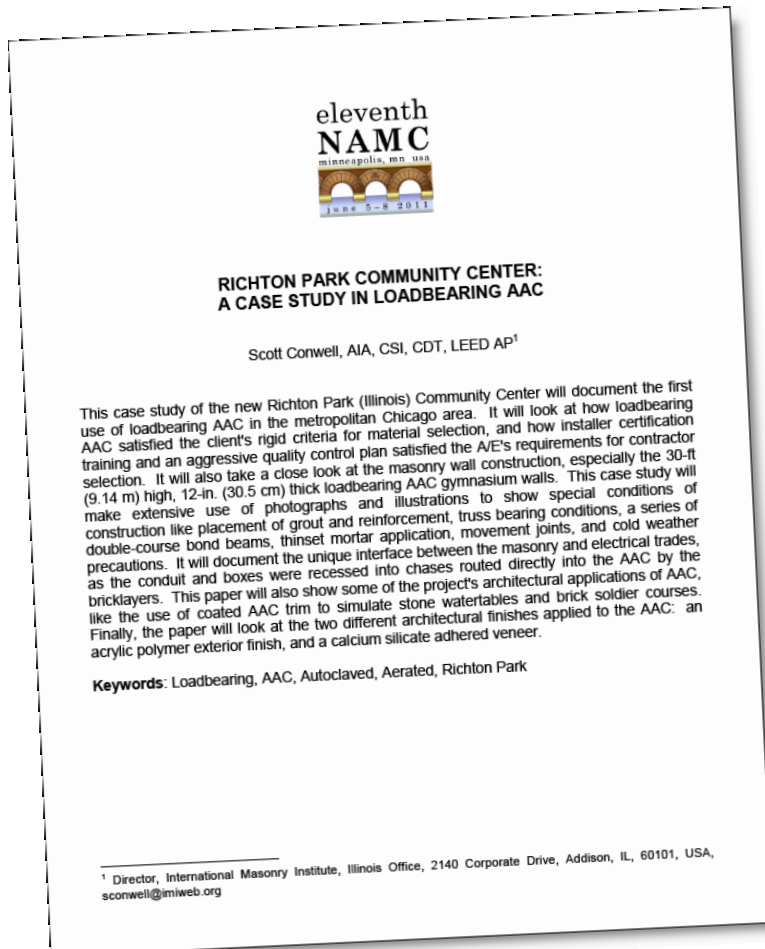 eleventh
NAMC
minneapolis, mn usa
june 5-8 2011
RICHTON PARK COMMUNITY CENTER:
A CASE STUDY IN LOADBEARING AAC
Scott Conwell, AIA, CSI, CDT, LEED AP¹
This case study of the new Richton Park (Illinois) Community Center will document the first
use of loadbearing AAC in the metropolitan Chicago area. It will look at how loadbearing
AAC satisfied the client's rigid criteria for material selection, and how installer certification
training and an aggressive quality control plan satisfied the A/E's requirements for contractor
selection. It will also take a close look at the masonry wall construction, especially the 30-ft
(9.14 m) high, 12-in. (30.5 cm) thick loadbearing AAC gymnasium walls. This case study will
make extensive use of photographs and illustrations to show special conditions of
construction like placement of grout and reinforcement, truss bearing conditions, a series of
double-course bond beams, thinset mortar application, movement joints, and cold weather
precautions. It will document the unique interface between the masonry and electrical trades,
as the conduit and boxes were recessed into chases routed directly into the AAC by the
bricklayers. This paper will also show some of the project's architectural applications of AAC,
like the use of coated AAC trim to simulate stone watertables and brick soldier courses.
Finally, the paper will look at the two different architectural finishes applied to the AAC: an
acrylic polymer exterior finish, and a calcium silicate adhered veneer.
Keywords: Loadbearing, AAC, Autoclaved, Aerated, Richton Park
¹ Director, International Masonry Institute, Illinois Office, 2140 Corporate Drive, Addison, IL, 60101, USA,
sconwell@imiweb.org